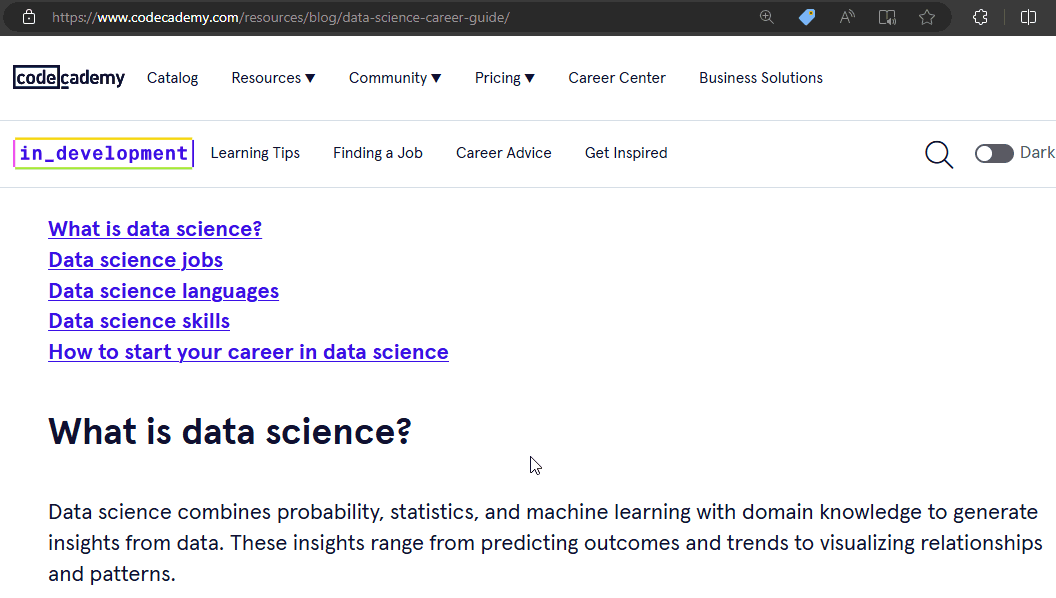 https://www.codecademy.com/resources/blog/data-science-career-guide/
codecademy Catalog Resources ▼ Community ▼ Pricing ▼ Career Center Business Solutions
in_development Learning Tips Finding a Job Career Advice Get Inspired Dark
What is data science?
Data science jobs
Data science languages
Data science skills
How to start your career in data science
What is data science?
Data science combines probability, statistics, and machine learning with domain knowledge to generate
insights from data. These insights range from predicting outcomes and trends to visualizing relationships
and patterns.